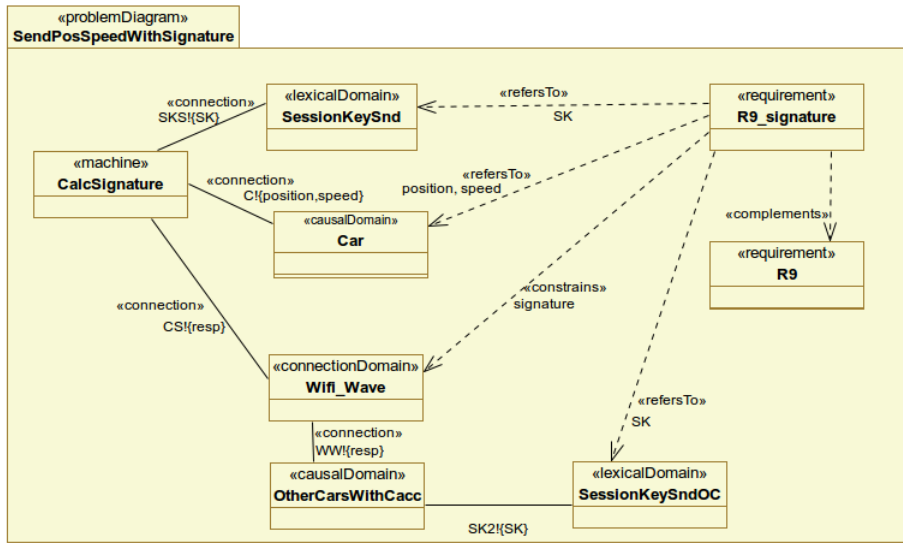 «problemDiagram»
SendPosSpeedWithSignature
«connection»
SKS!{SK}
«lexicalDomain»
SessionKeySnd
«refersTo»
SK
«requirement»
R9_signature
«machine»
CalcSignature
«connection»
C!{position,speed}
«refersTo»
position, speed
«causalDomain»
Car
«complements»
«requirement»
R9
«connection»
CS!{resp}
«constrains»
signature
«connectionDomain»
Wifi_Wave
«refersTo»
SK
«connection»
WW!{resp}
«causalDomain»
OtherCarsWithCacc
«lexicalDomain»
SessionKeySndOC
SK2!{SK}